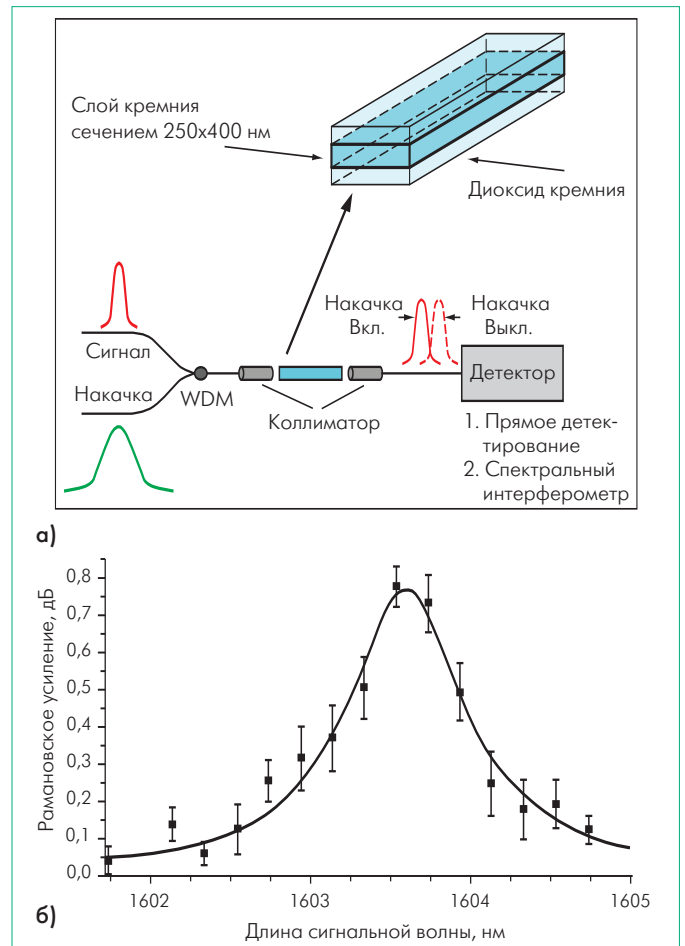 Слой кремния
сечением 250х400 нм
Диоксид кремния
Накачка
Вкл.
Накачка
Выкл.
Сигнал
Накачка
WDM
Коллиматор
Детектор
1. Прямое детек-
тирование
2. Спектральный
интерферометр
а)
Рамановское усиление, дБ
0,8
0,7
0,6
0,5
0,4
0,3
0,2
0,1
0,0
1602
1603
1604
1605
Длина сигнальной волны, нм
б)